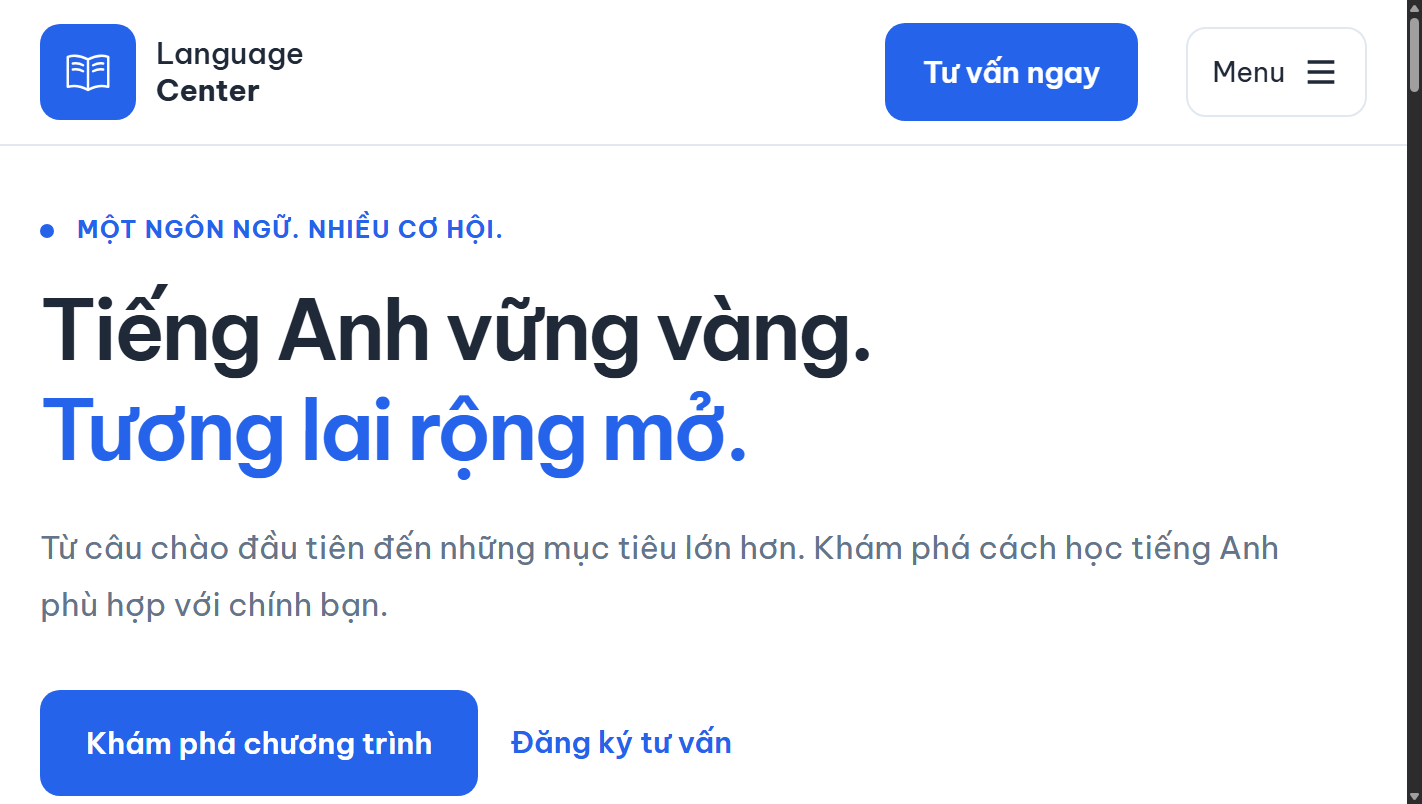 Language
Center
Tư vấn ngay
Menu
MỘT NGÔN NGỮ. NHIỀU CƠ HỘI.
Tiếng Anh vững vàng.
Tương lai rộng mở.
Từ câu chào đầu tiên đến những mục tiêu lớn hơn. Khám phá cách học tiếng Anh
phù hợp với chính bạn.
Khám phá chương trình
Đăng ký tư vấn